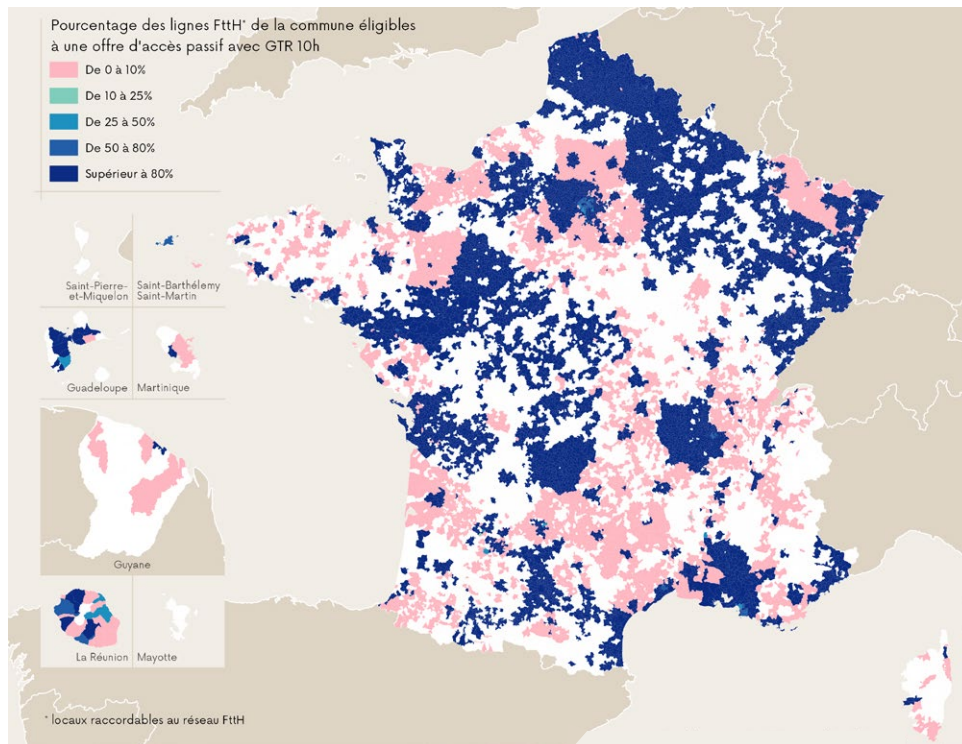 Pourcentage des lignes FttH* de la commune éligibles
à une offre d'accès passif avec GTR 10h
De 0 à 10%
De 10 à 25%
De 25 à 50%
De 50 à 80%
Supérieur à 80%
Saint-Pierre-
et-Miquelon
Saint-Barthélemy
Saint-Martin
Guadeloupe
Martinique
Guyane
La Réunion
Mayotte
* locaux raccordables au réseau FttH